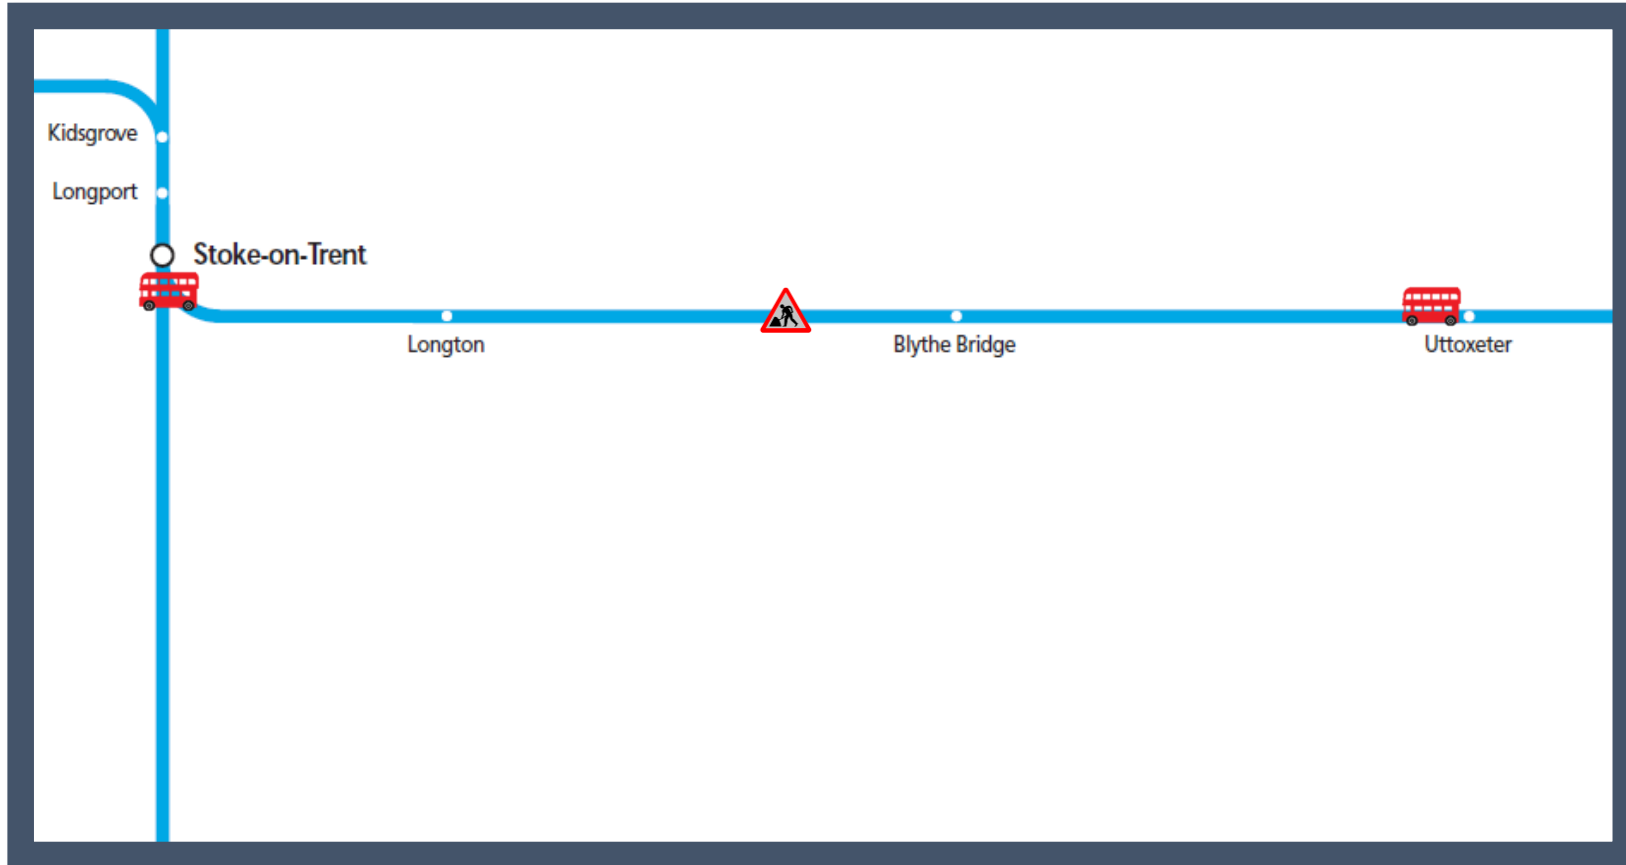 Kidsgrove
Longport
Stoke-on-Trent
Longton
Blythe Bridge
Uttoxeter